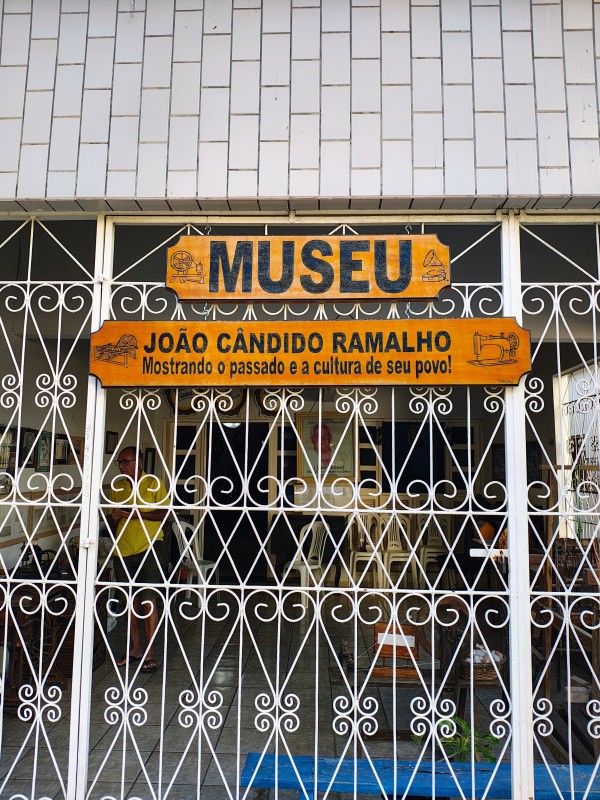 MUSEU
JOÃO CÂNDIDO RAMALHO
Mostrando o passado e a cultura de seu povo!